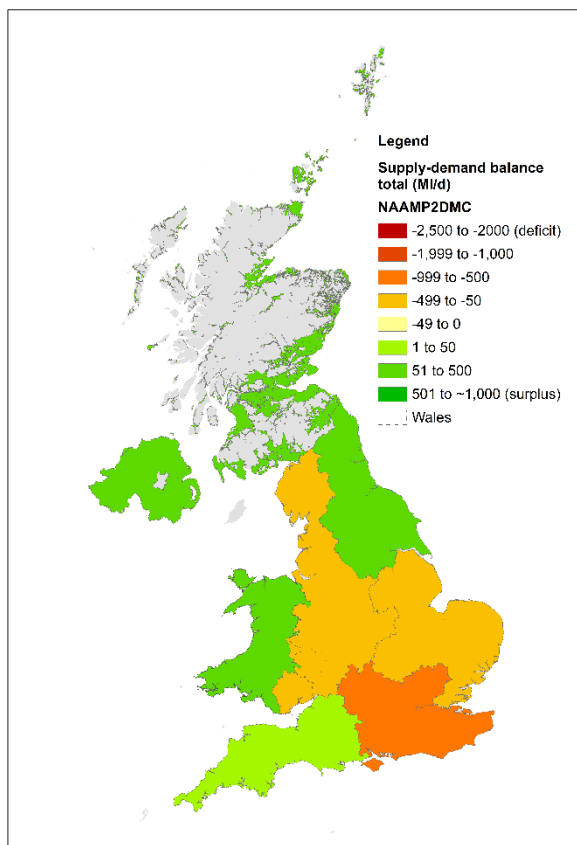 Legend
Supply-demand balance
total (Ml/d)
NAAMP2DMC
-2,500 to -2000 (deficit)
-1,999 to -1,000
-999 to -500
-499 to -50
-49 to 0
1 to 50
51 to 500
501 to ~1,000 (surplus)
Wales